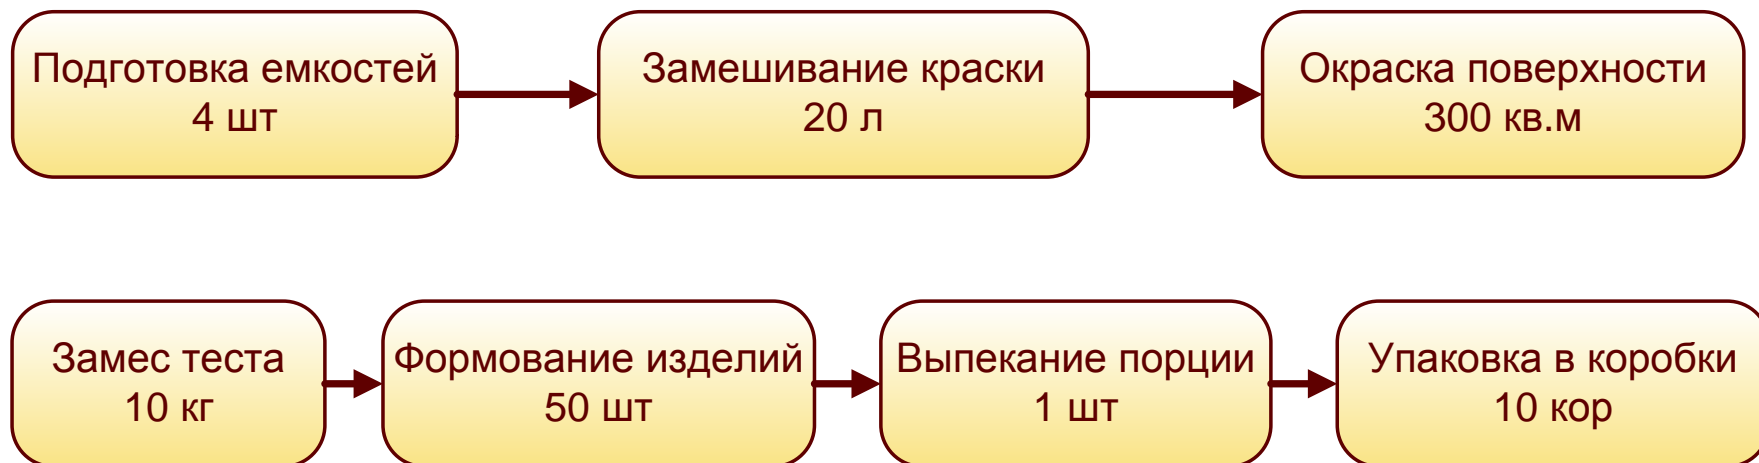 Подготовка емкостей
4 шт
Замешивание краски
20 л
Окраска поверхности
300 кв.м
Замес теста
10 кг
Формование изделий
50 шт
Выпекание порции
1 шт
Упаковка в коробки
10 кор